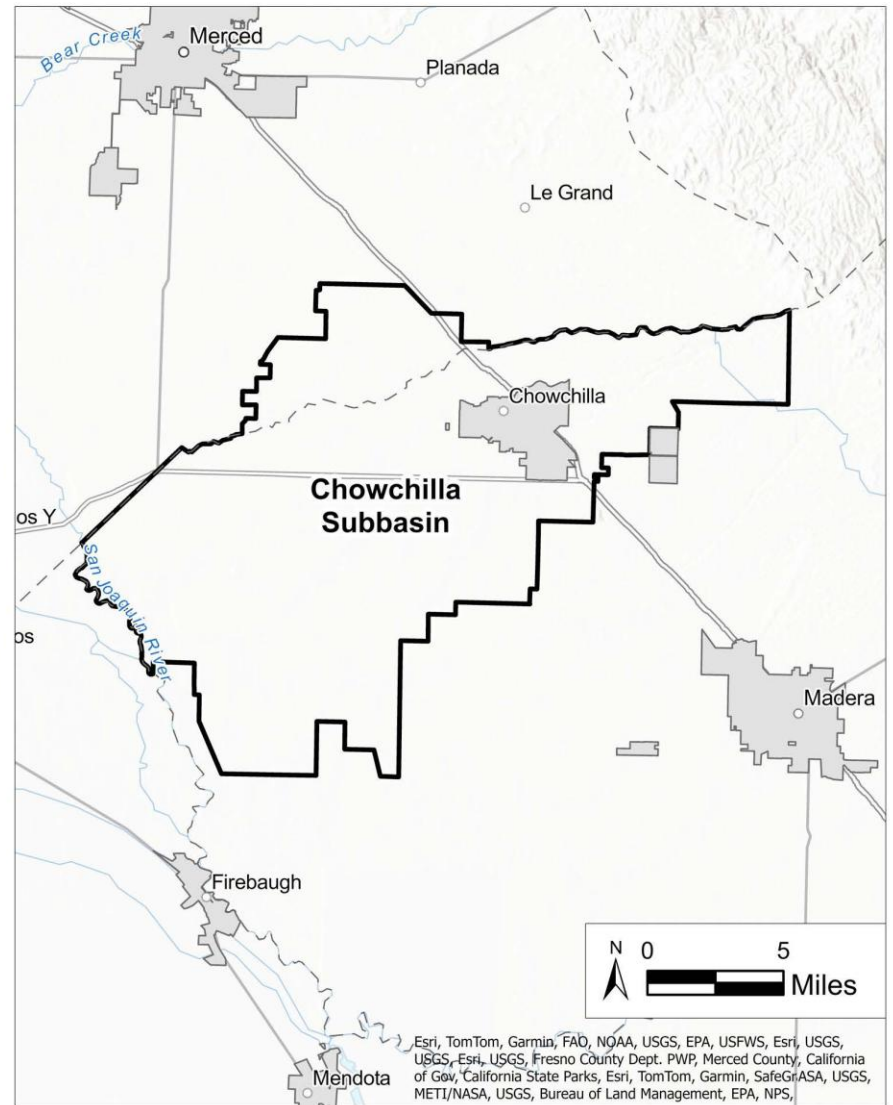 Merced
Bear Creek
Planada
Le Grand
Chowchilla
Chowchilla
Subbasin
os Y
San Joaquin River
os
Madera
Firebaugh
N
0 5
Miles
Mendota
Esri, TomTom, Garmin, FAO, NOAA, USGS, EPA, USFWS, Esri, USGS,
USGS, Esri, USGS, Fresno County Dept. PWP, Merced County, California
of Gov, California State Parks, Esri, TomTom, Garmin, SafeGrASA, USGS,
METI/NASA, USGS, Bureau of Land Management, EPA, NPS,